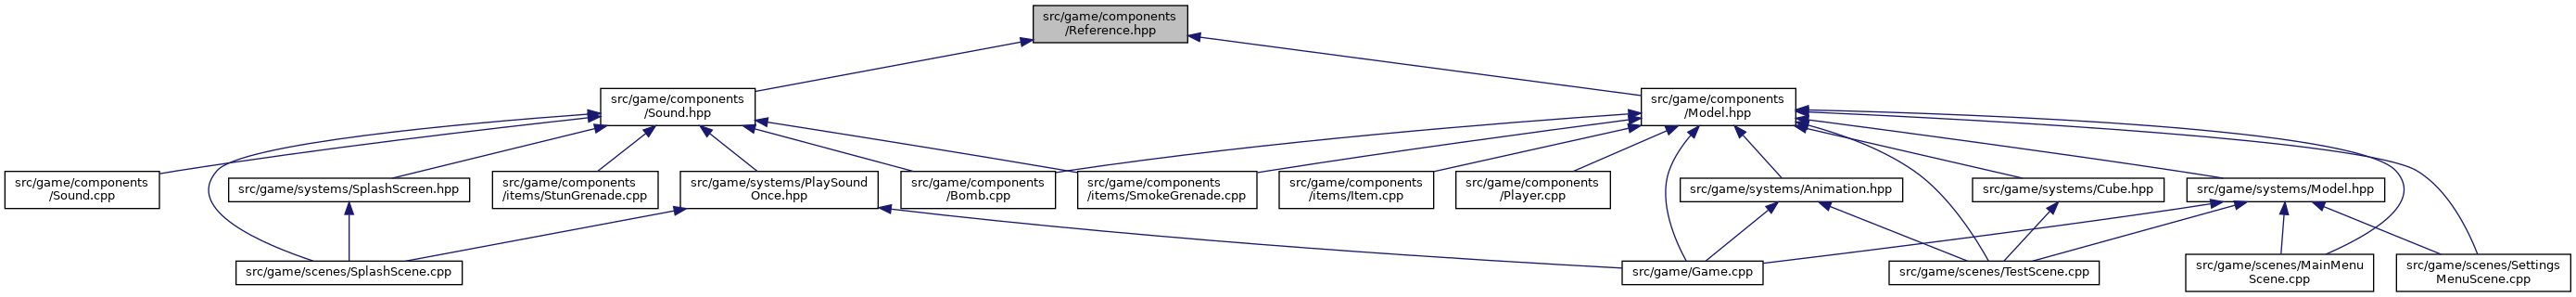 src/game/components
/Reference.hpp
src/game/components
/Sound.hpp
src/game/components
/Model.hpp
src/game/components
/Sound.cpp
src/game/systems/SplashScreen.hpp
src/game/components
/items/StunGrenade.cpp
src/game/systems/PlaySound
Once.hpp
src/game/components
/Bomb.cpp
src/game/components
/items/SmokeGrenade.cpp
src/game/components
/items/Item.cpp
src/game/components
/Player.cpp
src/game/systems/Animation.hpp
src/game/systems/Cube.hpp
src/game/systems/Model.hpp
src/game/scenes/SplashScene.cpp
src/game/Game.cpp
src/game/scenes/TestScene.cpp
src/game/scenes/MainMenu
Scene.cpp
src/game/scenes/Settings
MenuScene.cpp